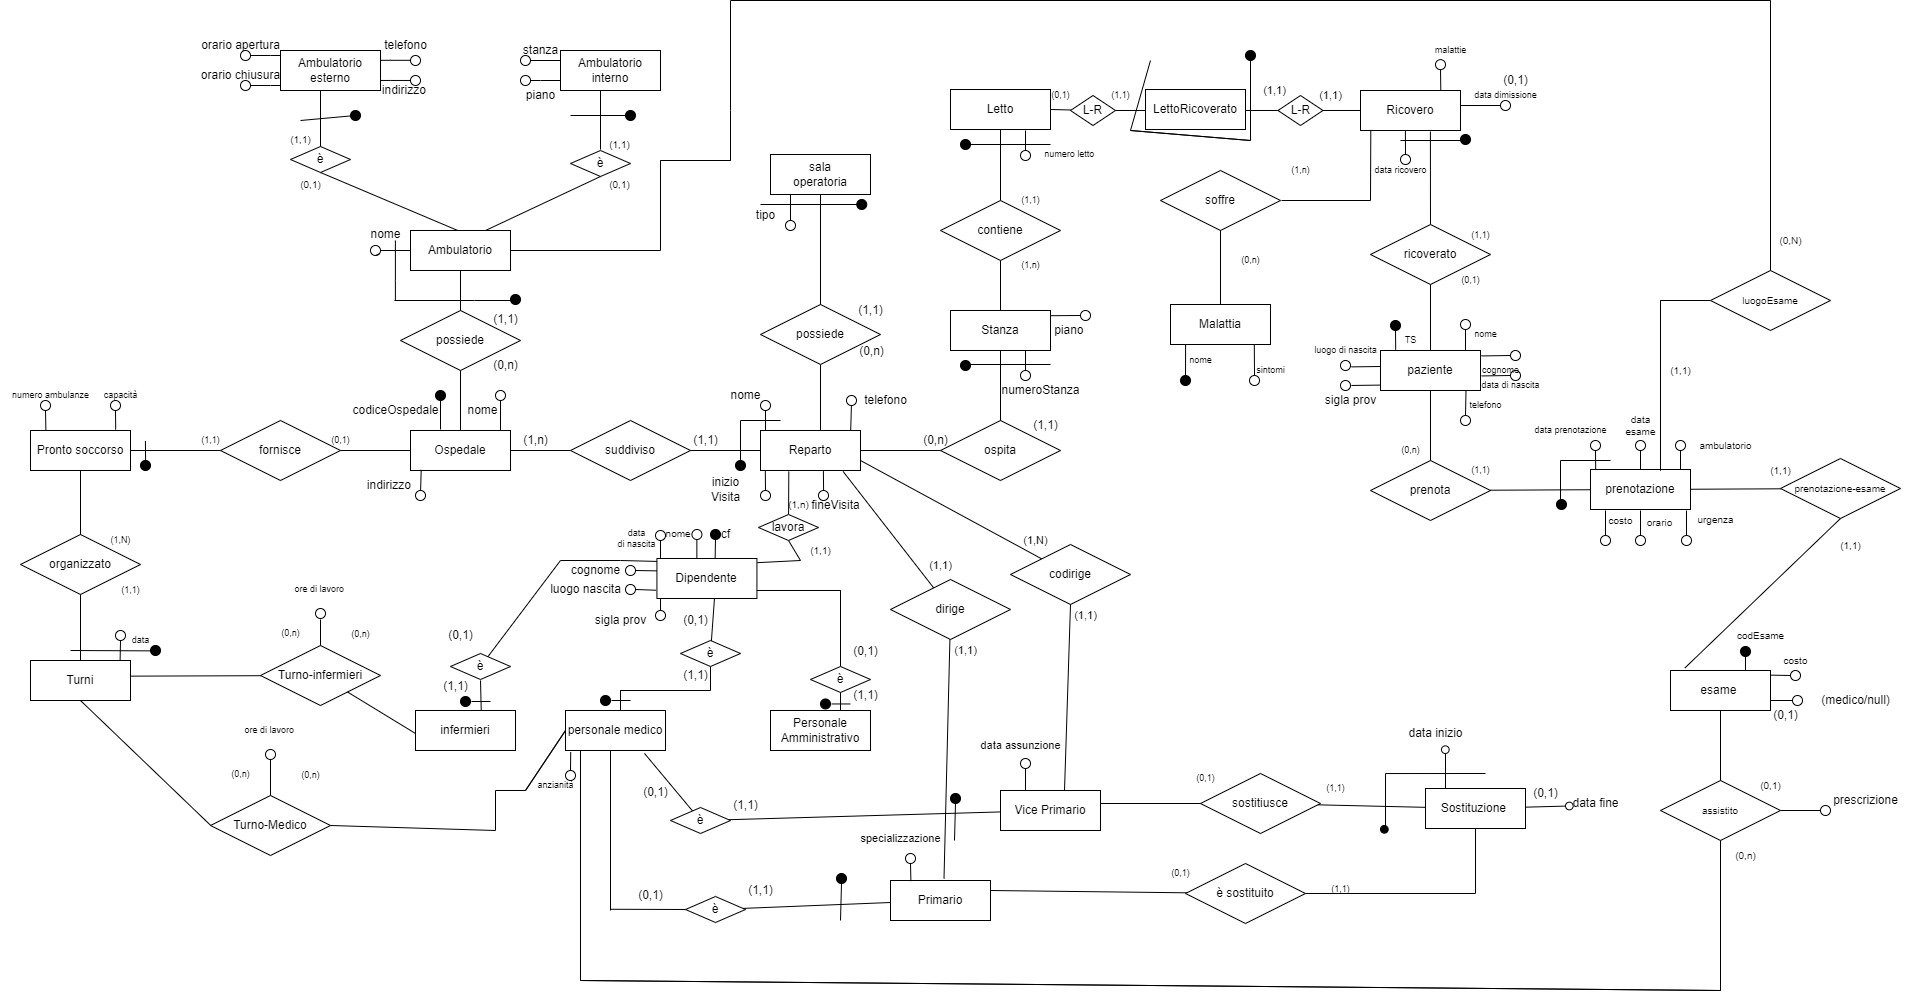 orario apertura
telefono
orario chiusura
indirizzo
Ambulatorio
esterno
stanza
piano
Ambulatorio
interno
(1,1)
è
(0,1)
(1,1)
è
(0,1)
nome
Ambulatorio
(1,1)
possiede
(0,n)
sala
operatoria
tipo
(1,1)
possiede
(0,n)
Letto
(0,1)
L-R
(1,1)
LettoRicoverato
(1,1)
L-R
(1,1)
Ricovero
malattie
(0,1)
data dimissione
numero letto
data ricovero
(1,1)
contiene
(1,n)
(1,n)
soffre
(0,n)
(1,1)
ricoverato
(0,1)
(0,N)
luogoEsame
(1,1)
Stanza
piano
numeroStanza
Malattia
nome
sintomi
TS
nome
luogo di nascita
paziente
cognome
data di nascita
sigla prov
telefono
numero ambulanze
capacità
Pronto soccorso
(1,1)
fornisce
(0,1)
codiceOspedale
nome
Ospedale
indirizzo
(1,n)
suddiviso
(1,1)
nome
telefono
Reparto
inizio
Visita
fineVisita
(0,n)
ospita
(1,1)
(0,n)
prenota
(1,1)
data prenotazione
data
esame
ambulatorio
prenotazione
costo
orario
urgenza
(1,1)
prenotazione-esame
(1,1)
(1,N)
organizzato
(1,1)
(1,n)
lavora
(1,1)
data
di nascita
nome
cf
cognome
Dipendente
luogo nascita
sigla prov
(1,1)
dirige
(1,1)
(1,N)
codirige
(1,1)
data
Turni
ore di lavoro
(0,n)
(0,n)
Turno-infermieri
(0,1)
è
(1,1)
infermieri
(0,1)
è
(1,1)
personale medico
anzianità
(0,1)
è
(1,1)
Personale
Amministrativo
ore di lavoro
(0,n)
(0,n)
Turno-Medico
(0,1)
è
(1,1)
data assunzione
Vice Primario
(0,1)
sostitiusce
(1,1)
data inizio
Sostituzione
(0,1)
data fine
codEsame
costo
esame
(medico/null)
(0,1)
(0,1)
assistito
prescrizione
(0,n)
(0,1)
è
(1,1)
specializzazione
Primario
(0,1)
è sostituito
(1,1)